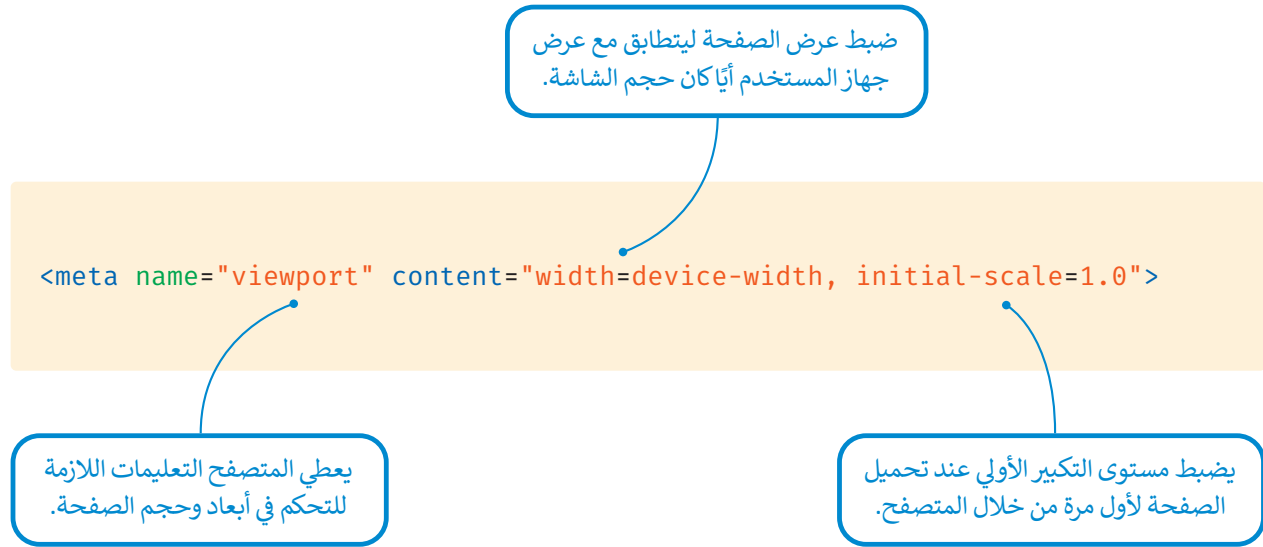 ضبط عرض الصفحة ليتطابق مع عرض
جهاز المستخدم أيًا كان حجم الشاشة.
<meta name="viewport" content="width=device-width, initial-scale=1.0">
يضبط مستوى التكبير الأولي عند تحميل
الصفحة لأول مرة من خلال المتصفح.
يعطي المتصفح التعليمات اللازمة
للتحكم في أبعاد وحجم الصفحة.